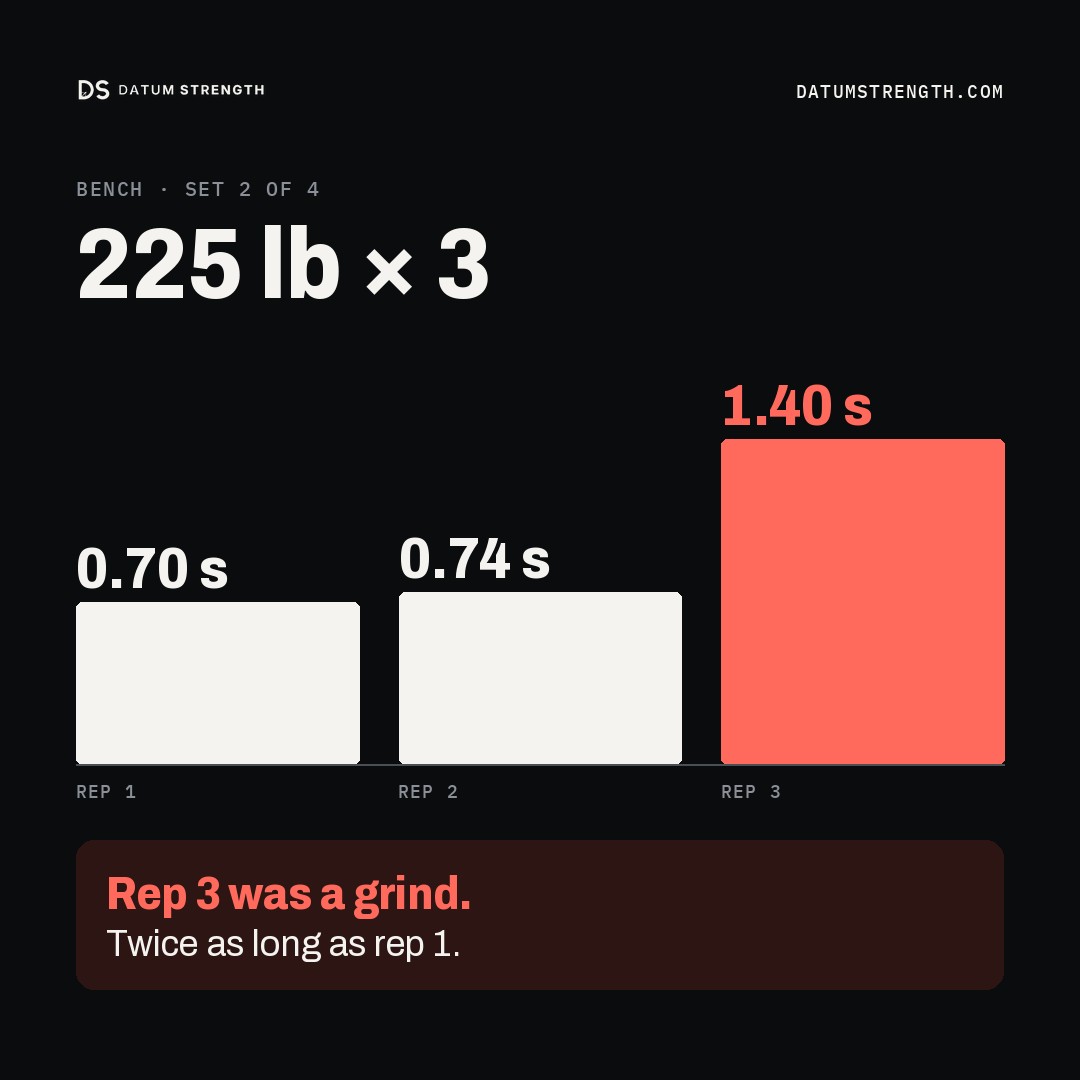 DS DATUM STRENGTH
DATUMSTRENGTH.COM
BENCH · SET 2 OF 4
225 lb × 3
1.40 s
0.70 s
0.74 s
REP 1
REP 2
REP 3
Rep 3 was a grind.
Twice as long as rep 1.